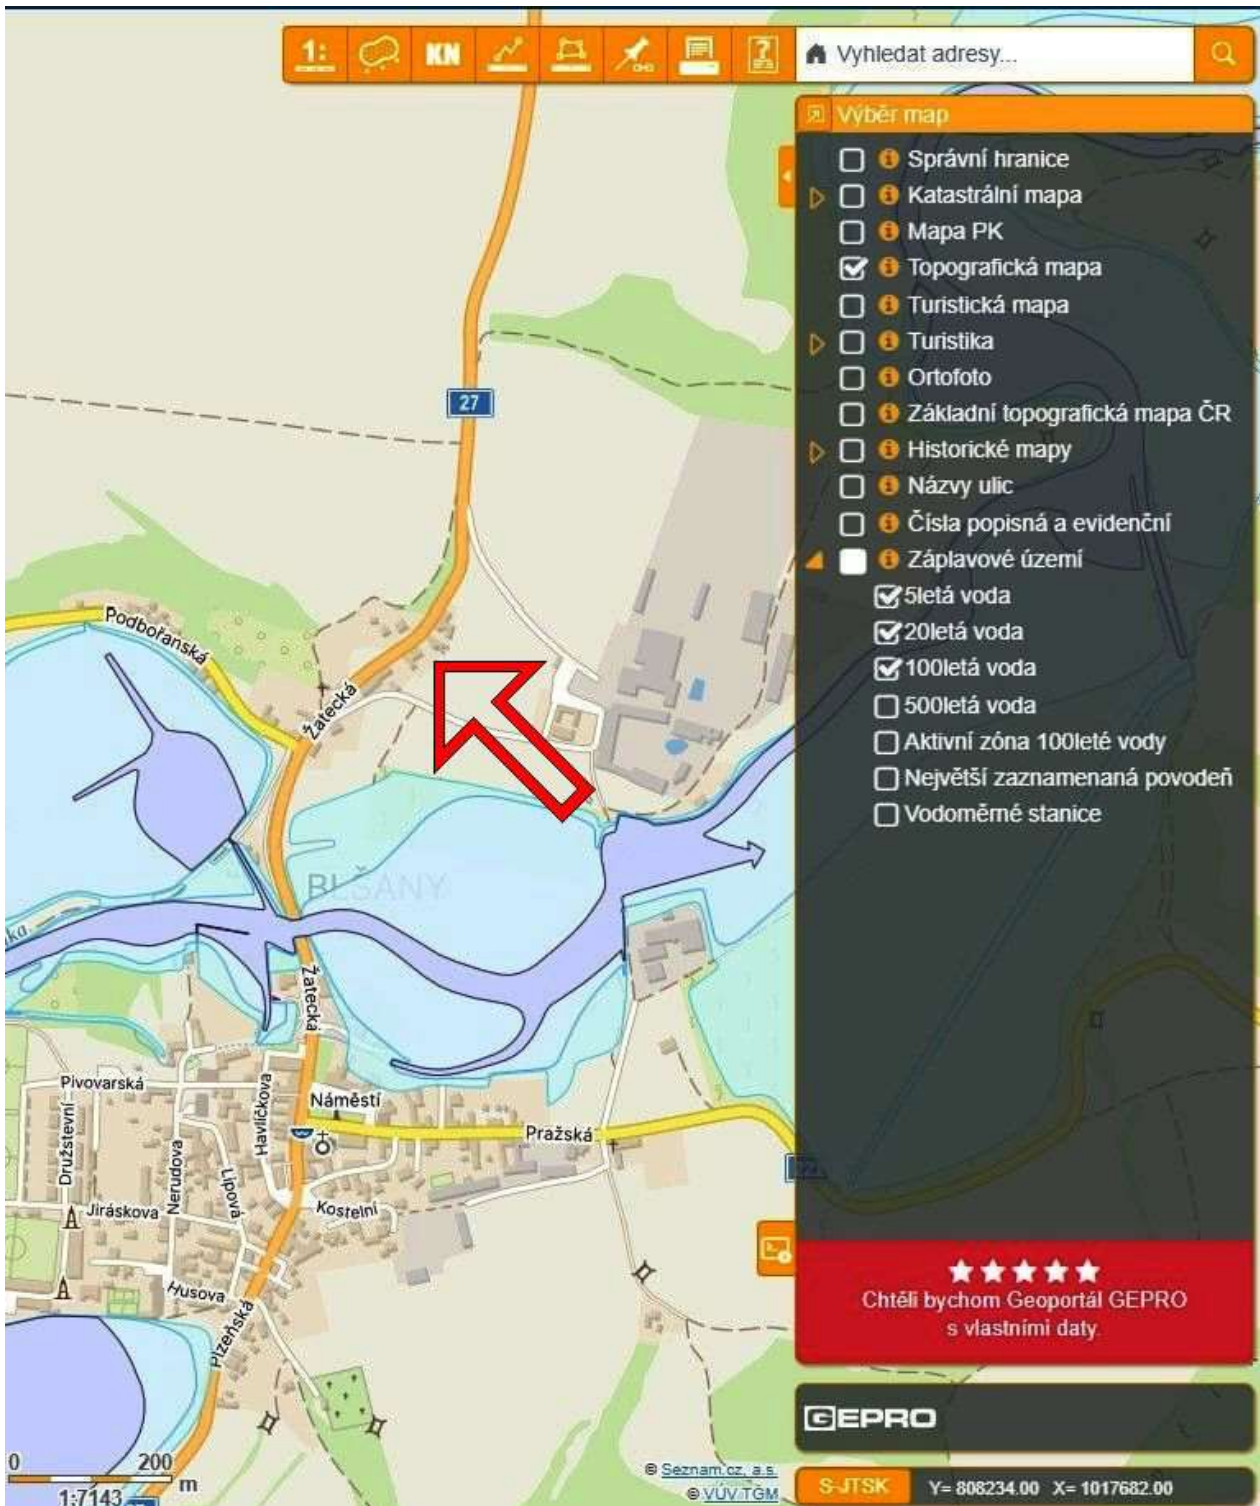 1:
KN
?
Vyhledat adresy...
Výběr map
Správní hranice
Katastrální mapa
Mapa PK
Topografická mapa
Turistická mapa
Turistika
Ortofoto
Základní topografická mapa ČR
Historické mapy
Názvy ulic
Čísla popisná a evidenční
Záplavové území
5letá voda
20letá voda
100letá voda
500letá voda
Aktivní zóna 100leté vody
Největší zaznamenaná povodeň
Vodoměrné stanice
27
Podbořanská
Žatecká
BLŠANY
Žatecká
Pivovarská
Družstevní
Nerudova
Havlíčkova
Lipová
Náměstí
Pražská
Jiráskova
Kostelní
Husova
Plzeňská
Chtěli bychom Geoportál GEPRO
s vlastními daty.
GEPRO
0 200 m
1:7143
© Seznam.cz, a.s.
© VÚV TGM
S-JTSK Y= 808234.00 X= 1017682.00